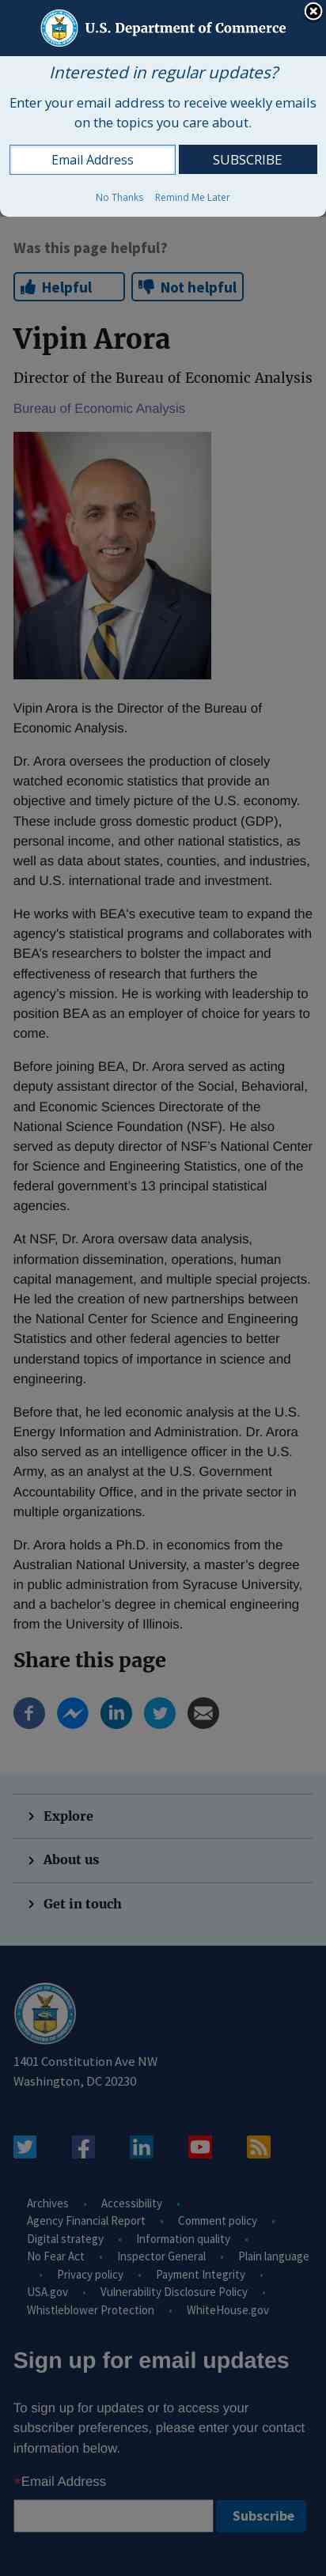 U.S. Department of Commerce
Interested in regular updates?
Enter your email address to receive weekly emails
on the topics you care about.
Email Address
SUBSCRIBE
No Thanks Remind Me Later
Was this page helpful?
Helpful
Not helpful
Vipin Arora
Director of the Bureau of Economic Analysis
Bureau of Economic Analysis
Vipin Arora is the Director of the Bureau of
Economic Analysis.
Dr. Arora oversees the production of closely
watched economic statistics that provide an
objective and timely picture of the U.S. economy.
These include gross domestic product (GDP),
personal income, and other national statistics, as
well as data about states, counties, and industries,
and U.S. international trade and investment.
He works with BEA's executive team to expand the
agency's statistical programs and collaborates with
BEA’s researchers to bolster the impact and
effectiveness of research that furthers the
agency’s mission. He is working with leadership to
position BEA as an employer of choice for years to
come.
Before joining BEA, Dr. Arora served as acting
deputy assistant director of the Social, Behavioral,
and Economic Sciences Directorate of the
National Science Foundation (NSF). He also
served as deputy director of NSF’s National Center
for Science and Engineering Statistics, one of the
federal government’s 13 principal statistical
agencies.
At NSF, Dr. Arora oversaw data analysis,
information dissemination, operations, human
capital management, and multiple special projects.
He led the creation of new partnerships between
the National Center for Science and Engineering
Statistics and other federal agencies to better
understand topics of importance in science and
engineering.
Before that, he led economic analysis at the U.S.
Energy Information and Administration. Dr. Arora
also served as an intelligence officer in the U.S.
Army, as an analyst at the U.S. Government
Accountability Office, and in the private sector in
multiple organizations.
Dr. Arora holds a Ph.D. in economics from the
Australian National University, a master’s degree
in public administration from Syracuse University,
and a bachelor’s degree in chemical engineering
from the University of Illinois.
Share this page
Explore
About us
Get in touch
1401 Constitution Ave NW
Washington, DC 20230
Archives • Accessibility •
Agency Financial Report • Comment policy •
Digital strategy • Information quality •
No Fear Act • Inspector General • Plain language
• Privacy policy • Payment Integrity •
USA.gov • Vulnerability Disclosure Policy •
Whistleblower Protection • WhiteHouse.gov
Sign up for email updates
To sign up for updates or to access your
subscriber preferences, please enter your contact
information below.
*Email Address
Subscribe